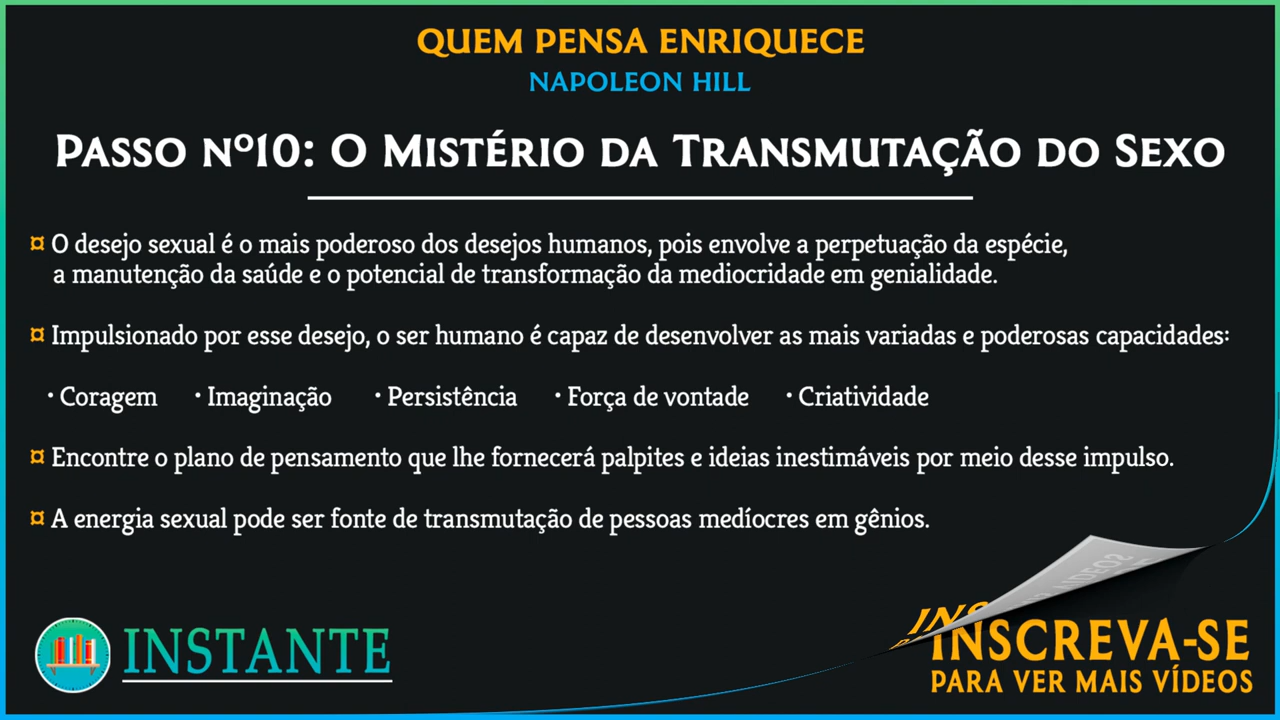 QUEM PENSA ENRIQUECE
NAPOLEON HILL
PASSO Nº10: O MISTÉRIO DA TRANSMUTAÇÃO DO SEXO
¤ O desejo sexual é o mais poderoso dos desejos humanos, pois envolve a perpetuação da espécie,
a manutenção da saúde e o potencial de transformação da mediocridade em genialidade.
¤ Impulsionado por esse desejo, o ser humano é capaz de desenvolver as mais variadas e poderosas capacidades:
· Coragem · Imaginação · Persistência · Força de vontade · Criatividade
¤ Encontre o plano de pensamento que lhe fornecerá palpites e ideias inestimáveis por meio desse impulso.
¤ A energia sexual pode ser fonte de transmutação de pessoas medíocres em gênios.
INSTANTE
INSCREVA-SE
PARA VER MAIS VÍDEOS